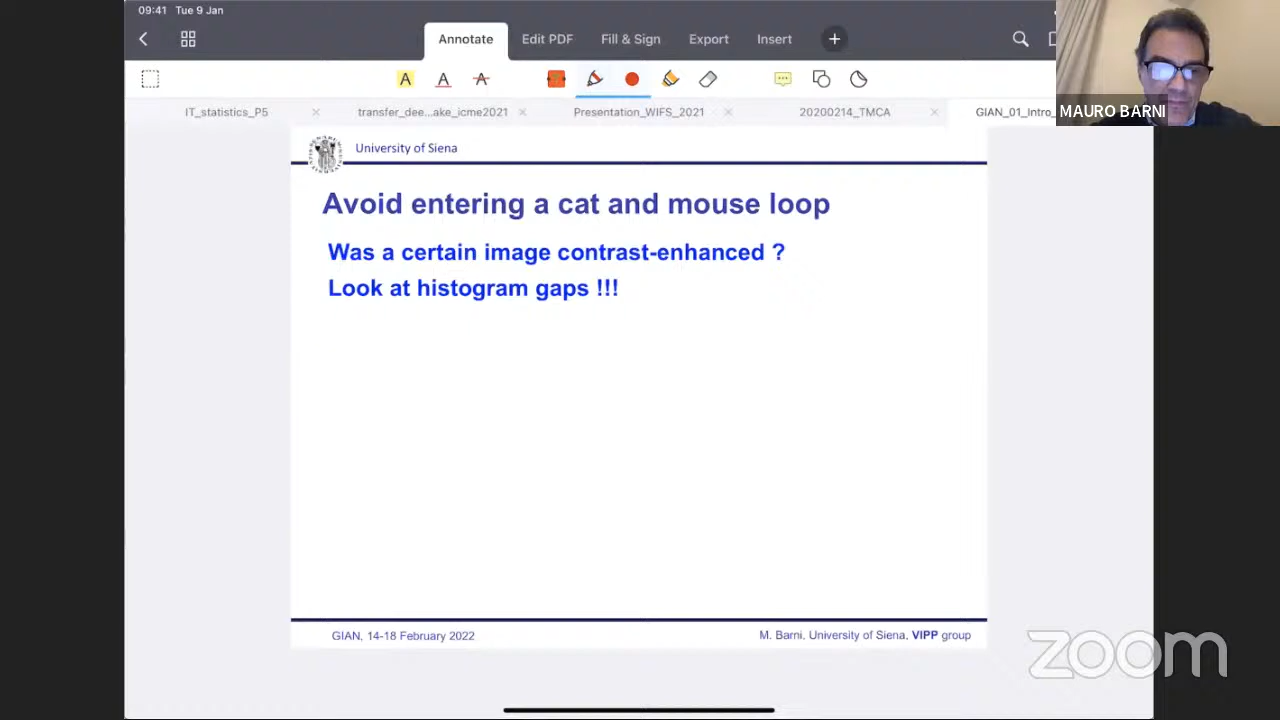 09:41 Tue 9 Jan
Annotate
Edit PDF
Fill & Sign
Export
Insert
A A A
IT_statistics_P5
transfer_dee...ake_icme2021
Presentation_WIFS_2021
20200214_TMCA
GIAN_01_Intro_
MAURO BARNI
University of Siena
Avoid entering a cat and mouse loop
Was a certain image contrast-enhanced ?
Look at histogram gaps !!!
GIAN, 14-18 February 2022
M. Barni, University of Siena, VIPP group
zoom